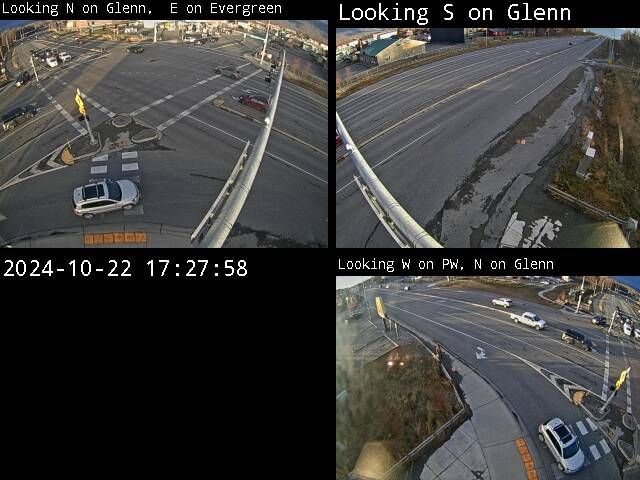 Looking N on Glenn,  E on Evergreen
Looking S on Glenn
2024-10-22 17:27:58
Looking W on PW, N on Glenn